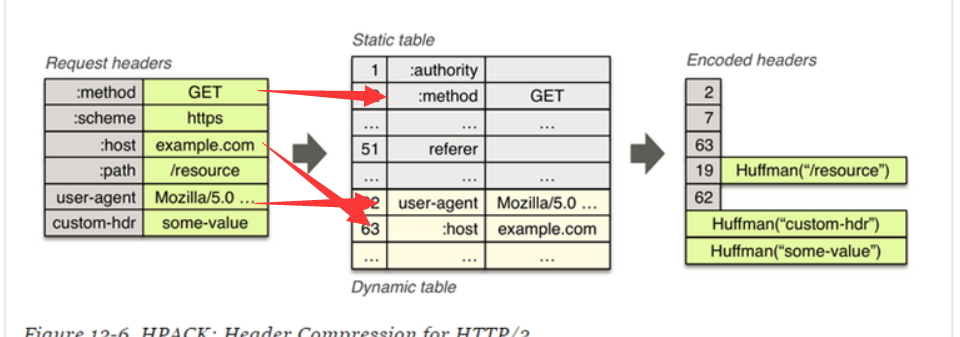 Static table
Request headers
Encoded headers
:method GET
:scheme https
:host example.com
:path /resource
user-agent Mozilla/5.0 ...
custom-hdr some-value
1 :authority
:method GET
... ... ...
51 referer
... ... ...
user-agent Mozilla/5.0 ...
63 :host example.com
... ... ...
Dynamic table
2
7
63
19 Huffman("/resource")
62
Huffman("custom-hdr")
Huffman("some-value")
Figure 12-6. HPACK: Header Compression for HTTP/2